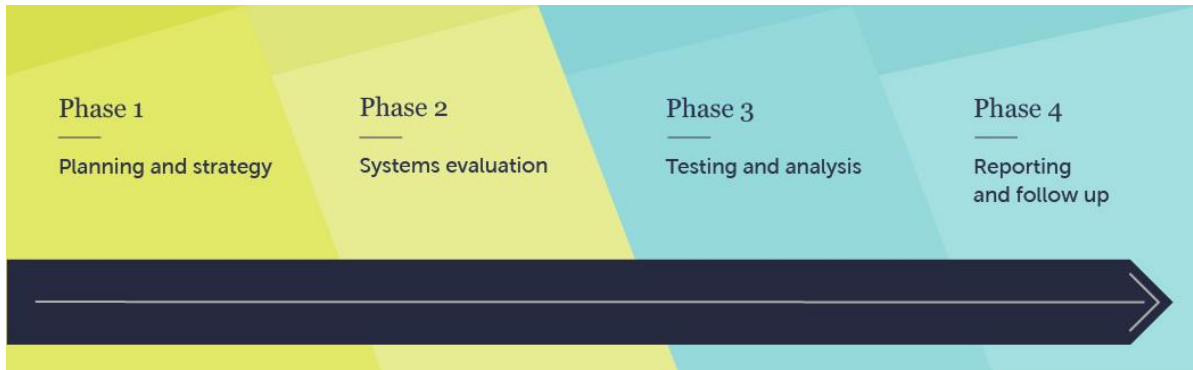 Phase 1
Planning and strategy
Phase 2
Systems evaluation
Phase 3
Testing and analysis
Phase 4
Reporting
and follow up